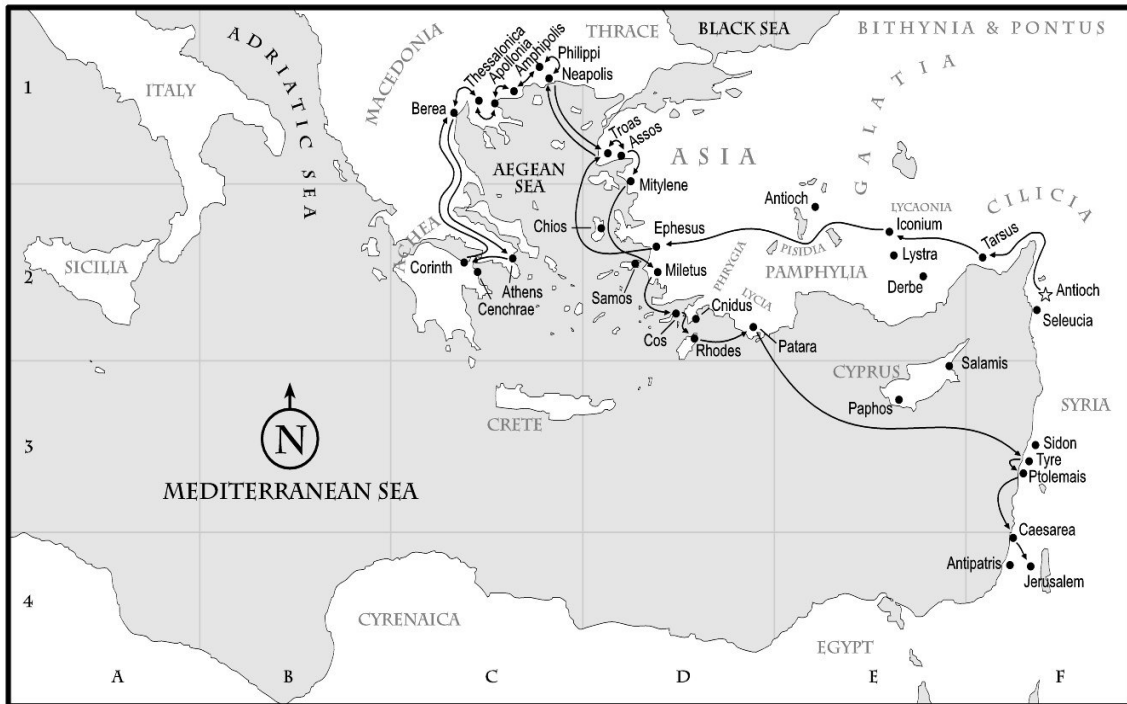 ADRIATIC SEA
MACEDONIA
THRACE
BLACK SEA
BITHYNIA & PONTUS
GALATIA
1
ITALY
Thessalonica
Apollonia
Amphipolis
Philippi
Neapolis
Berea
Troas
Assos
ASIA
AEGEAN
SEA
Mitylene
Antioch
LYCAONIA
CILICIA
Chios
Ephesus
Iconium
Tarsus
ACHEA
PISIDIA
PHRYGIA
PAMPHYLIA
Lystra
2
SICILIA
Corinth
Athens
Cenchrae
Samos
Miletus
Derbe
Antioch
Seleucia
LYCIA
Cnidus
Cos
Rhodes
Patara
CYPRUS
Salamis
Paphos
SYRIA
CRETE
N
3
MEDITERRANEAN SEA
Sidon
Tyre
Ptolemais
Caesarea
Antipatris
Jerusalem
4
CYRENAICA
EGYPT
A
B
C
D
E
F